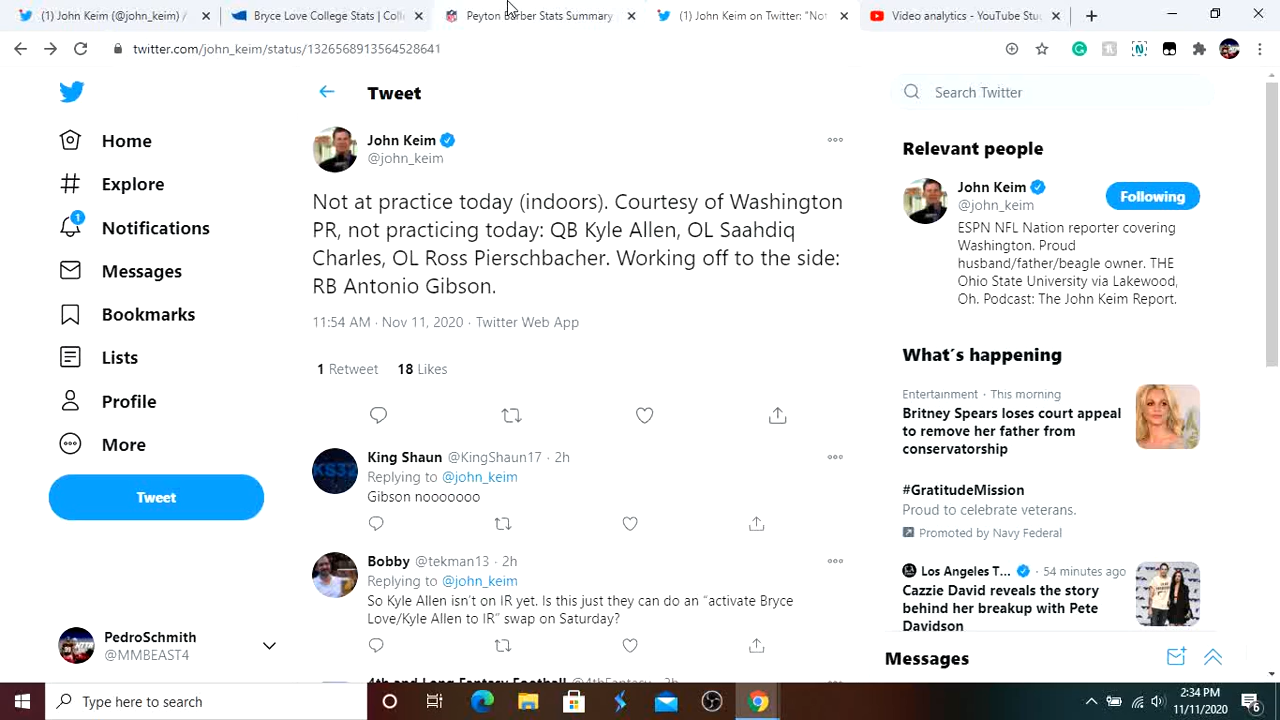 (1) John Keim (@john_keim) /
Bryce Love College Stats | Coll
Peyton Barber Stats Summary
(1) John Keim on Twitter: "Not
Video analytics - YouTube Stu
twitter.com/john_keim/status/1326568913564528641
Home
Explore
1
Notifications
Messages
Bookmarks
Lists
Profile
More
Tweet
PedroSchmith
@MMBEAST4
Tweet
John Keim
@john_keim
Not at practice today (indoors). Courtesy of Washington
PR, not practicing today: QB Kyle Allen, OL Saahdiq
Charles, OL Ross Pierschbacher. Working off to the side:
RB Antonio Gibson.
11:54 AM · Nov 11, 2020 · Twitter Web App
1 Retweet 18 Likes
King Shaun @KingShaun17 · 2h
Replying to @john_keim
Gibson nooooooo
Bobby @tekman13 · 2h
Replying to @john_keim
So Kyle Allen isn't on IR yet. Is this just they can do an "activate Bryce
Love/Kyle Allen to IR" swap on Saturday?
4th and Long Fantasy Football
Search Twitter
Relevant people
John Keim
@john_keim
Following
ESPN NFL Nation reporter covering
Washington. Proud
husband/father/beagle owner. THE
Ohio State University via Lakewood,
Oh. Podcast: The John Keim Report.
What's happening
Entertainment · This morning
Britney Spears loses court appeal
to remove her father from
conservatorship
#GratitudeMission
Proud to celebrate veterans.
Promoted by Navy Federal
Los Angeles T... · 54 minutes ago
Cazzie David reveals the story
behind her breakup with Pete
Davidson
Messages
Type here to search
2:34 PM
11/11/2020
6